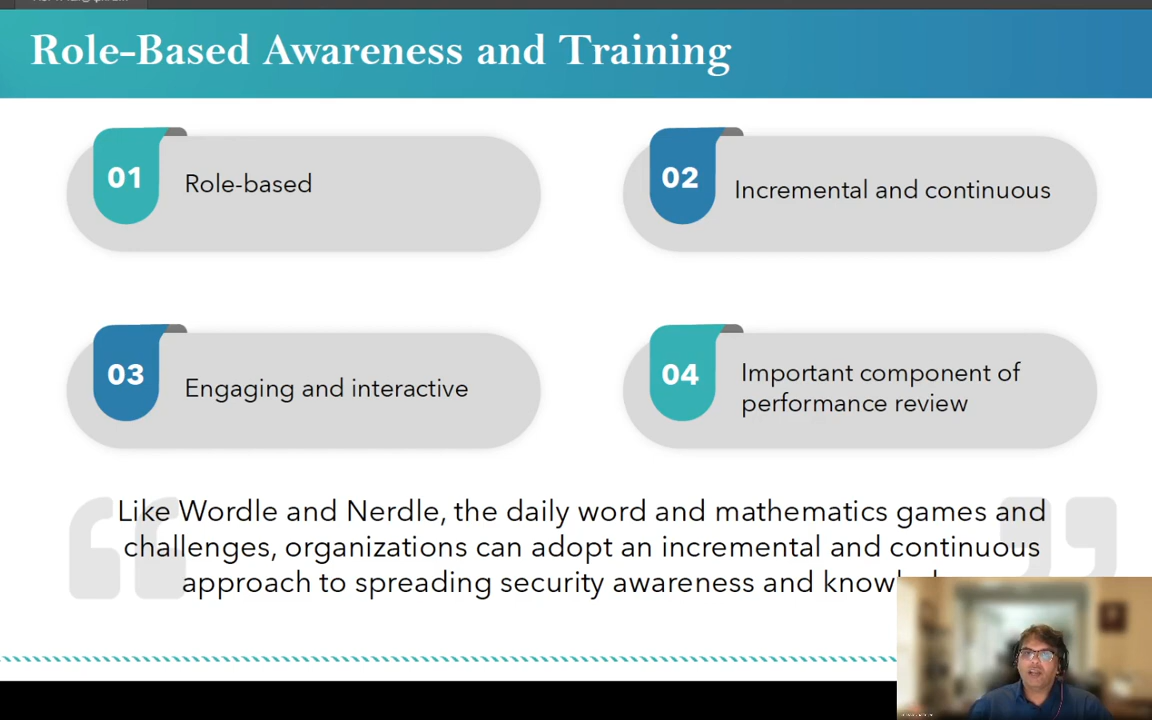 Role-Based Awareness and Training
01
Role-based
02
Incremental and continuous
03
Engaging and interactive
04
Important component of
performance review
Like Wordle and Nerdle, the daily word and mathematics games and
challenges, organizations can adopt an incremental and continuous
approach to spreading security awareness and